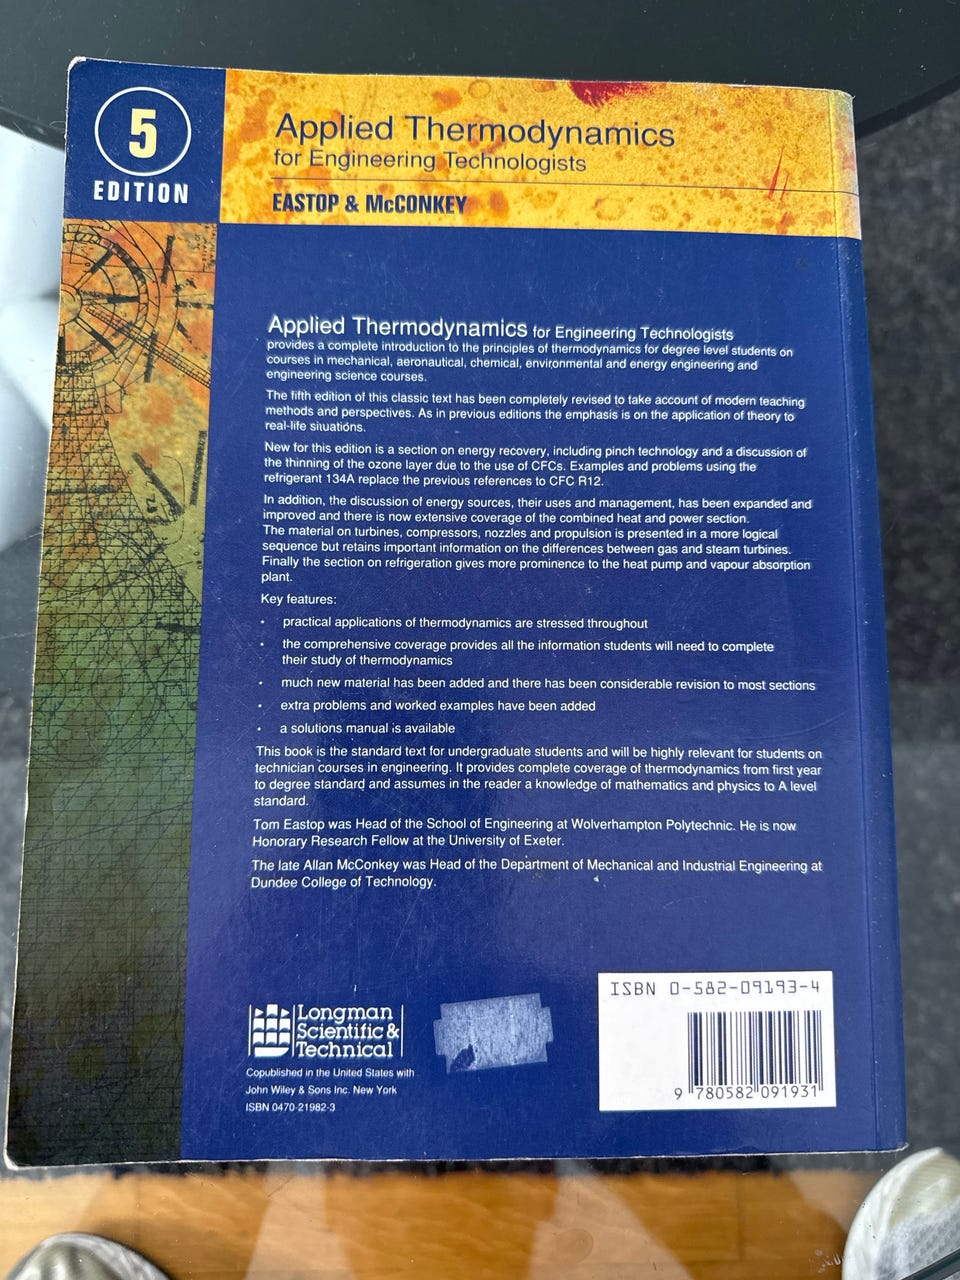 5
EDITION
Applied Thermodynamics
for Engineering Technologists
EASTOP & McCONKEY
Applied Thermodynamics for Engineering Technologists
provides a complete introduction to the principles of thermodynamics for degree level students on
courses in mechanical, aeronautical, chemical, environmental and energy engineering and
engineering science courses.
The fifth edition of this classic text has been completely revised to take account of modern teaching
methods and perspectives. As in previous editions the emphasis is on the application of theory to
real-life situations.
New for this edition is a section on energy recovery, including pinch technology and a discussion of
the thinning of the ozone layer due to the use of CFCs. Examples and problems using the
refrigerant 134A replace the previous references to CFC R12.
In addition, the discussion of energy sources, their uses and management, has been expanded and
improved and there is now extensive coverage of the combined heat and power section.
The material on turbines, compressors, nozzles and propulsion is presented in a more logical
sequence but retains important information on the differences between gas and steam turbines.
Finally the section on refrigeration gives more prominence to the heat pump and vapour absorption
plant.
Key features:
• practical applications of thermodynamics are stressed throughout
• the comprehensive coverage provides all the information students will need to complete
their study of thermodynamics
• much new material has been added and there has been considerable revision to most sections
• extra problems and worked examples have been added
• a solutions manual is available
This book is the standard text for undergraduate students and will be highly relevant for students on
technician courses in engineering. It provides complete coverage of thermodynamics from first year
to degree standard and assumes in the reader a knowledge of mathematics and physics to A level
standard.
Tom Eastop was Head of the School of Engineering at Wolverhampton Polytechnic. He is now
Honorary Research Fellow at the University of Exeter.
The late Allan McConkey was Head of the Department of Mechanical and Industrial Engineering at
Dundee College of Technology.
Longman
Scientific &
Technical
Copublished in the United States with
John Wiley & Sons Inc. New York
ISBN 0470-21982-3
ISBN 0-582-09193-4
9 780582 091931